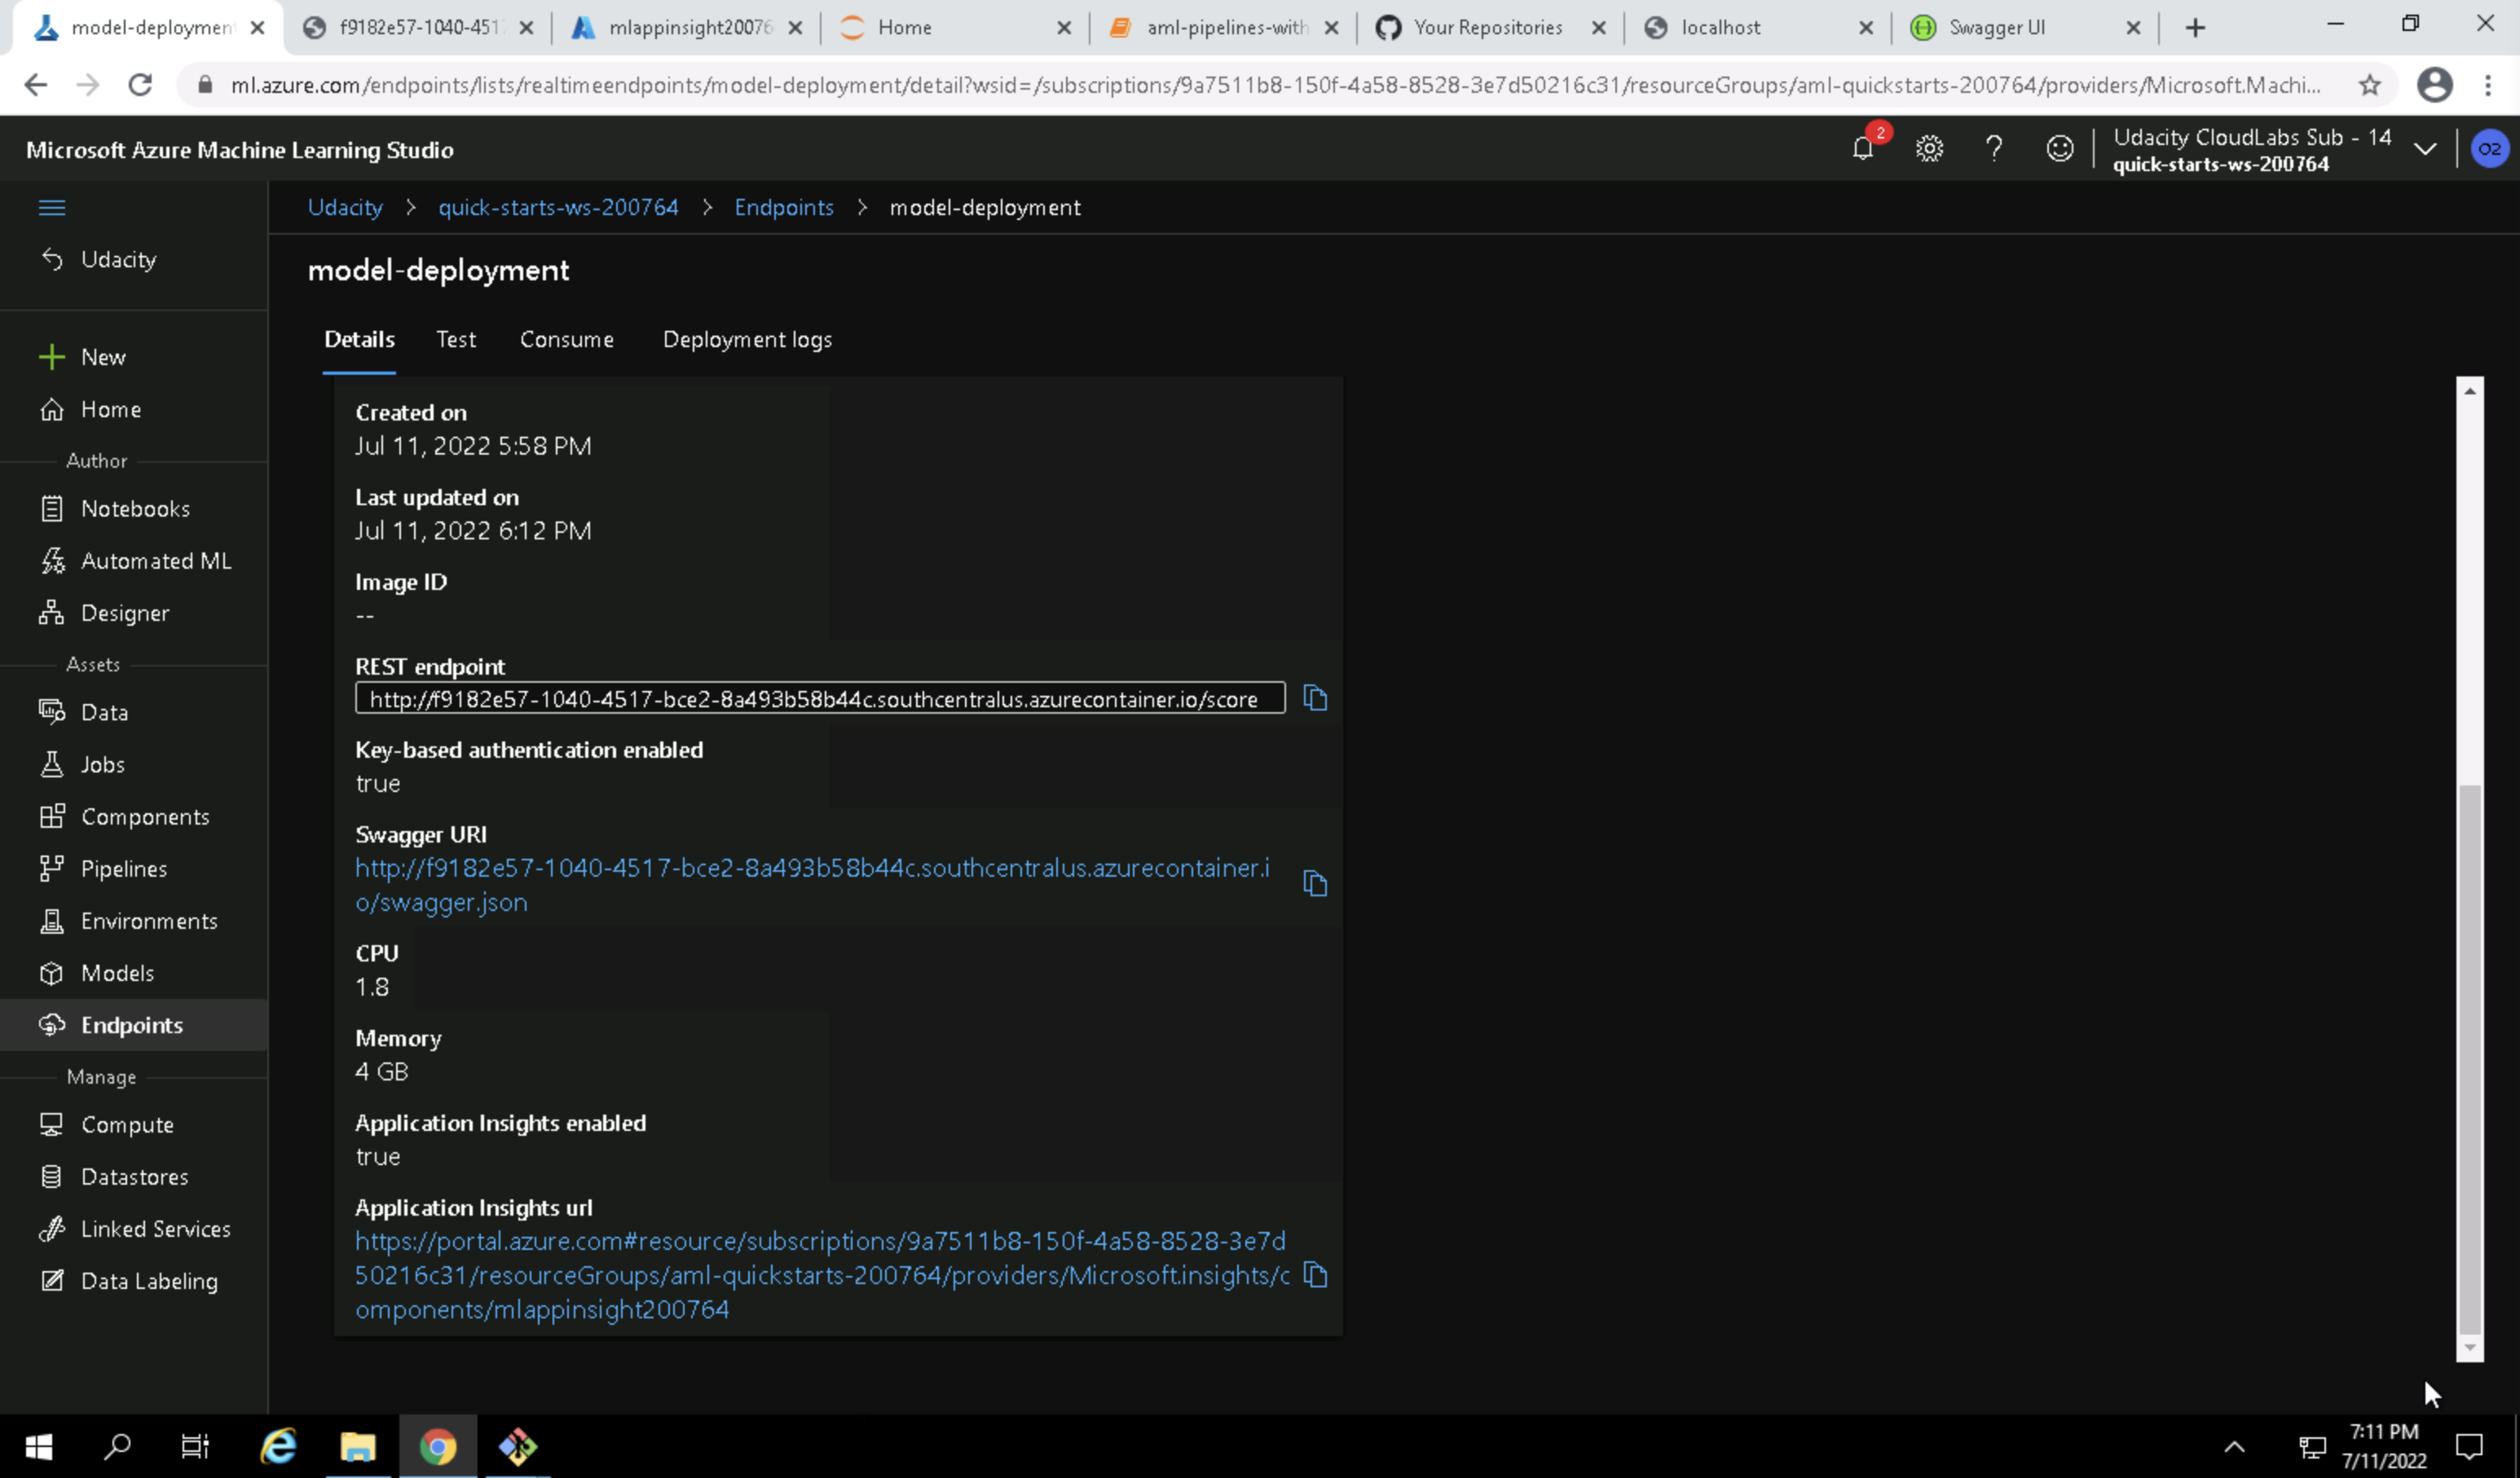 model-deploymen
f9182e57-1040-451
mlappinsight20076
Home
aml-pipelines-with
Your Repositories
localhost
Swagger UI
ml.azure.com/endpoints/lists/realtimeendpoints/model-deployment/detail?wsid=/subscriptions/9a7511b8-150f-4a58-8528-3e7d50216c31/resourceGroups/aml-quickstarts-200764/providers/Microsoft.Machi...
Microsoft Azure Machine Learning Studio
2
Udacity CloudLabs Sub - 14
quick-starts-ws-200764
O2
Udacity > quick-starts-ws-200764 > Endpoints > model-deployment
Udacity
New
Home
Author
Notebooks
Automated ML
Designer
Assets
Data
Jobs
Components
Pipelines
Environments
Models
Endpoints
Manage
Compute
Datastores
Linked Services
Data Labeling
model-deployment
Details
Test
Consume
Deployment logs
Created on
Jul 11, 2022 5:58 PM
Last updated on
Jul 11, 2022 6:12 PM
Image ID
--
REST endpoint
http://f9182e57-1040-4517-bce2-8a493b58b44c.southcentralus.azurecontainer.io/score
Key-based authentication enabled
true
Swagger URI
http://f9182e57-1040-4517-bce2-8a493b58b44c.southcentralus.azurecontainer.i
o/swagger.json
CPU
1.8
Memory
4 GB
Application Insights enabled
true
Application Insights url
https://portal.azure.com#resource/subscriptions/9a7511b8-150f-4a58-8528-3e7d
50216c31/resourceGroups/aml-quickstarts-200764/providers/Microsoft.insights/c
omponents/mlappinsight200764
7:11 PM
7/11/2022